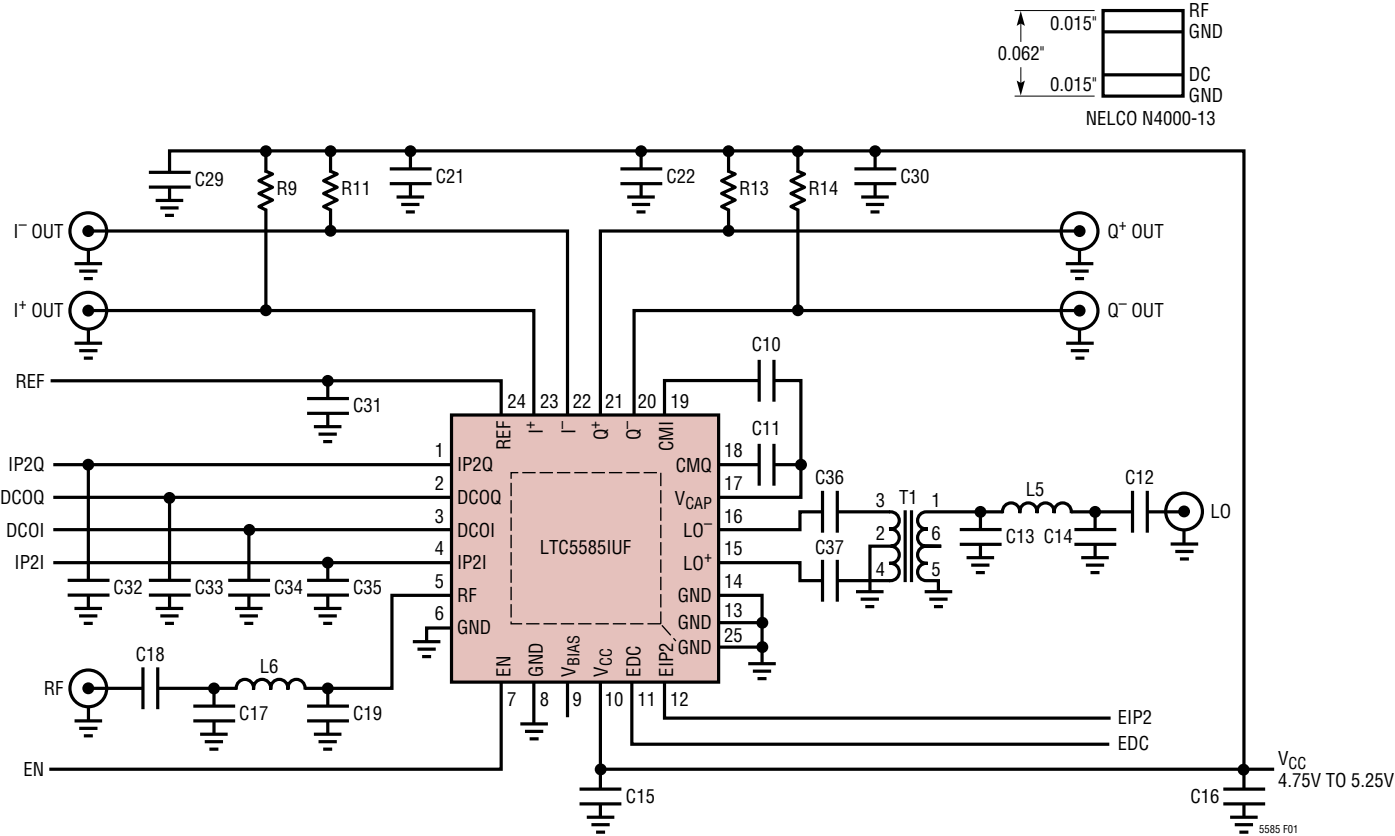 RF
0.015"
GND
0.062"
DC
0.015"
GND
NELCO N4000-13
C29
R9
R11
C21
C22
R13
R14
C30
I– OUT
Q+ OUT
I+ OUT
Q– OUT
C10
REF
C31
24 23 22 21 20 19
REF I+ I– Q+ Q– CMI
C11
IP2Q
1
IP2Q
CMQ
18
DCOQ
2
DCOQ
VCAP
17
C36
C12
DCOI
3
DCOI
LO–
16
3 T1 1
L5
LO
LTC5585IUF
2 6
C13
C14
IP2I
4
IP2I
LO+
15
C37
4 5
C32
C33
C34
C35
5
RF
GND
14
6
GND
GND
13
GND
25
EN GND VBIAS VCC EDC EIP2
7 8 9 10 11 12
RF
C18
L6
C17
C19
EIP2
EDC
EN
VCC
4.75V TO 5.25V
C15
C16
5585 F01